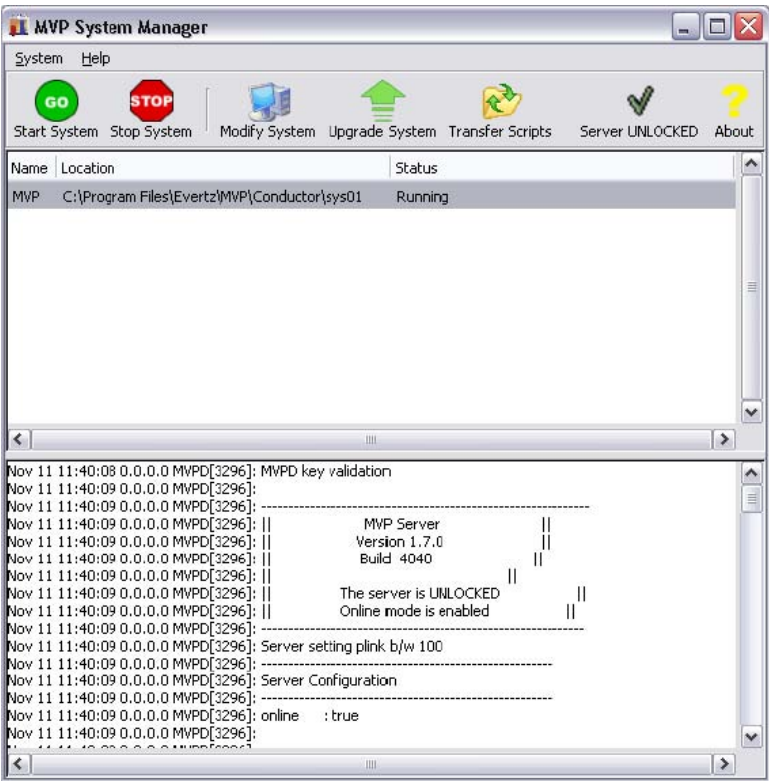 MVP System Manager
System Help
GO STOP
Start System Stop System Modify System Upgrade System Transfer Scripts Server UNLOCKED About
Name Location Status
MVP C:\Program Files\Evertz\MVP\Conductor\sys01 Running
Nov 11 11:40:08 0.0.0.0 MVPD[3296]: MVPD key validation
Nov 11 11:40:09 0.0.0.0 MVPD[3296]:
Nov 11 11:40:09 0.0.0.0 MVPD[3296]: ------------------------------------------------------------------
Nov 11 11:40:09 0.0.0.0 MVPD[3296]: || MVP Server ||
Nov 11 11:40:09 0.0.0.0 MVPD[3296]: || Version 1.7.0 ||
Nov 11 11:40:09 0.0.0.0 MVPD[3296]: || Build 4040 ||
Nov 11 11:40:09 0.0.0.0 MVPD[3296]: || ||
Nov 11 11:40:09 0.0.0.0 MVPD[3296]: || The server is UNLOCKED ||
Nov 11 11:40:09 0.0.0.0 MVPD[3296]: || Online mode is enabled ||
Nov 11 11:40:09 0.0.0.0 MVPD[3296]: -----------------------------------------------------------------
Nov 11 11:40:09 0.0.0.0 MVPD[3296]: Server setting plink b/w 100
Nov 11 11:40:09 0.0.0.0 MVPD[3296]: ----------------------------------------------------------
Nov 11 11:40:09 0.0.0.0 MVPD[3296]: Server Configuration
Nov 11 11:40:09 0.0.0.0 MVPD[3296]: ----------------------------------------------------------
Nov 11 11:40:09 0.0.0.0 MVPD[3296]: online : true
Nov 11 11:40:09 0.0.0.0 MVPD[3296]: